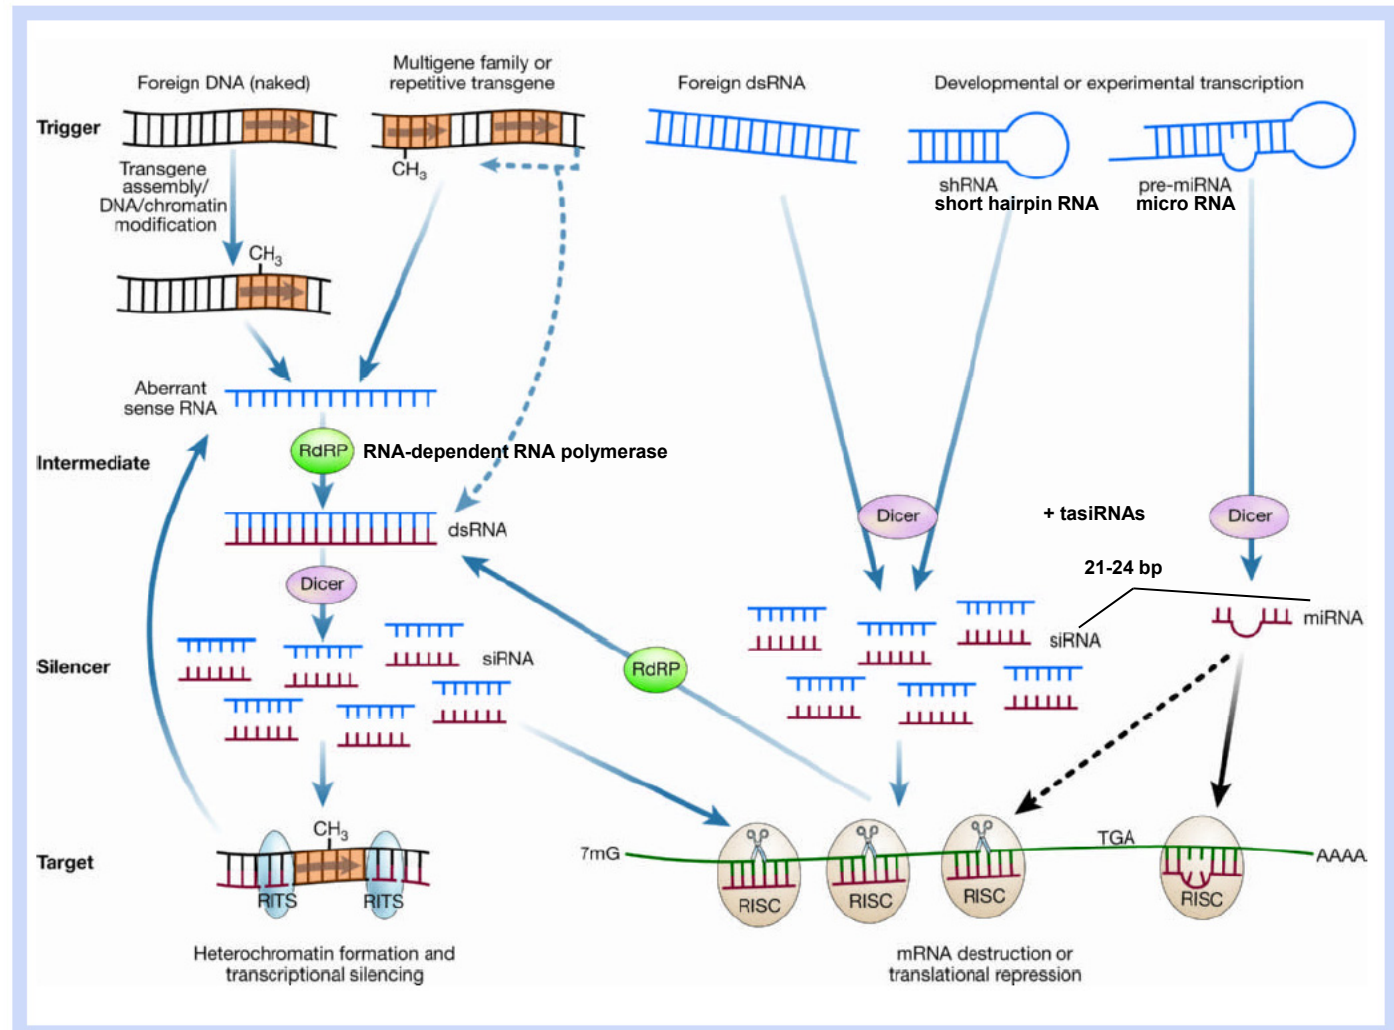 Foreign DNA (naked)
Multigene family or
repetitive transgene
Foreign dsRNA
Developmental or experimental transcription
Trigger
CH3
Transgene
assembly/
DNA/chromatin
modification
shRNA
short hairpin RNA
pre-miRNA
micro RNA
CH3
Aberrant
sense RNA
RdRP
RNA-dependent RNA polymerase
Intermediate
dsRNA
Dicer
Dicer
+ tasiRNAs
Dicer
21-24 bp
siRNA
miRNA
siRNA
Silencer
RdRP
CH3
Target
RITS
RITS
7mG
TGA
AAAA
RISC
RISC
RISC
RISC
Heterochromatin formation and
transcriptional silencing
mRNA destruction or
translational repression